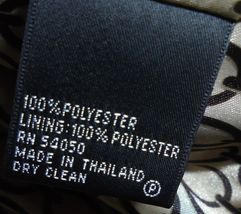 100% POLYESTER
LINING: 100% POLYESTER
RN 54050
MADE IN THAILAND
DRY CLEAN
P